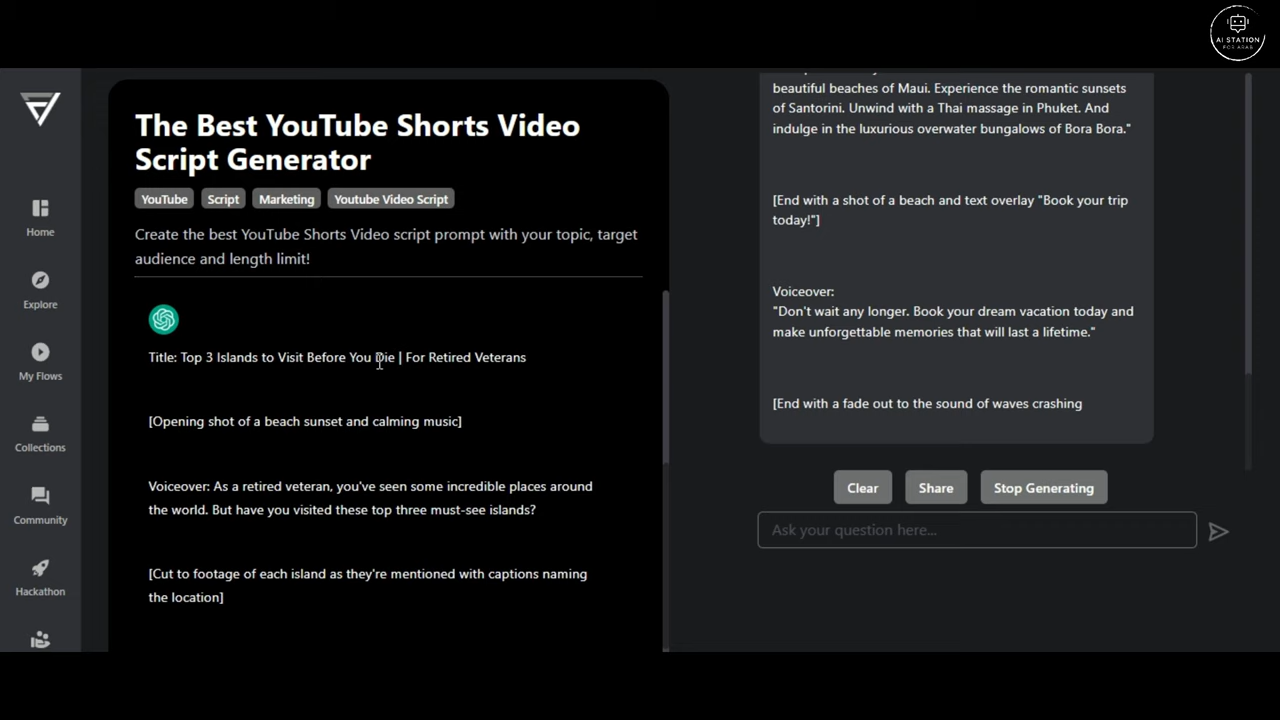 AI STATION
FOR ARAB
Home
Explore
My Flows
Collections
Community
Hackathon
The Best YouTube Shorts Video
Script Generator
YouTube
Script
Marketing
Youtube Video Script
Create the best YouTube Shorts Video script prompt with your topic, target
audience and length limit!
Title: Top 3 Islands to Visit Before You Die | For Retired Veterans
[Opening shot of a beach sunset and calming music]
Voiceover: As a retired veteran, you've seen some incredible places around
the world. But have you visited these top three must-see islands?
[Cut to footage of each island as they're mentioned with captions naming
the location]
beautiful beaches of Maui. Experience the romantic sunsets
of Santorini. Unwind with a Thai massage in Phuket. And
indulge in the luxurious overwater bungalows of Bora Bora."
[End with a shot of a beach and text overlay "Book your trip
today!"]
Voiceover:
"Don't wait any longer. Book your dream vacation today and
make unforgettable memories that will last a lifetime."
[End with a fade out to the sound of waves crashing
Clear
Share
Stop Generating
Ask your question here...